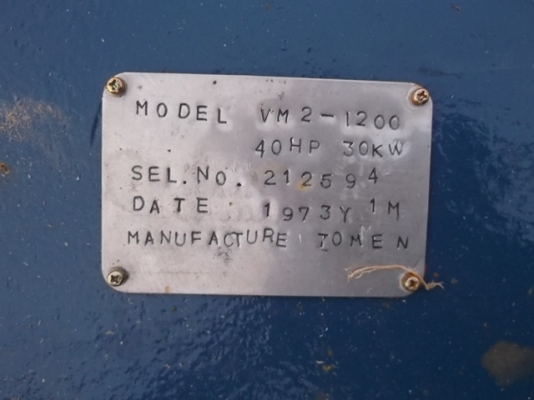 MODEL VM2-1200
40HP 30KW
SEL.NO. 212594
DATE 1973Y 1M
MANUFACTURE TOMEN